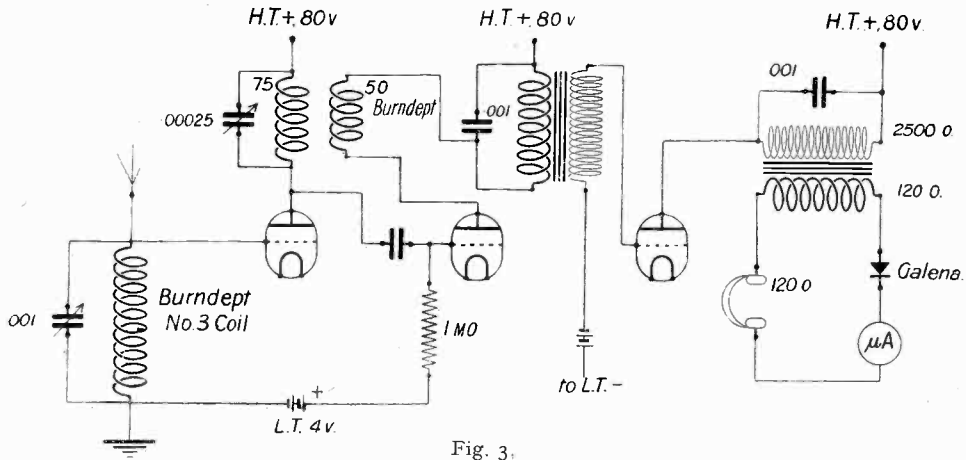 H.T.+,80v.
H.T.+,80v
H.T.+,80v
.00025
75
50
Burndept
.001
.001
2500 O.
120 O.
.001
Burndept
No.3 Coil
1 MO
120 O
Galena.
μA
+
L.T. 4v.
to L.T.-
Fig. 3.